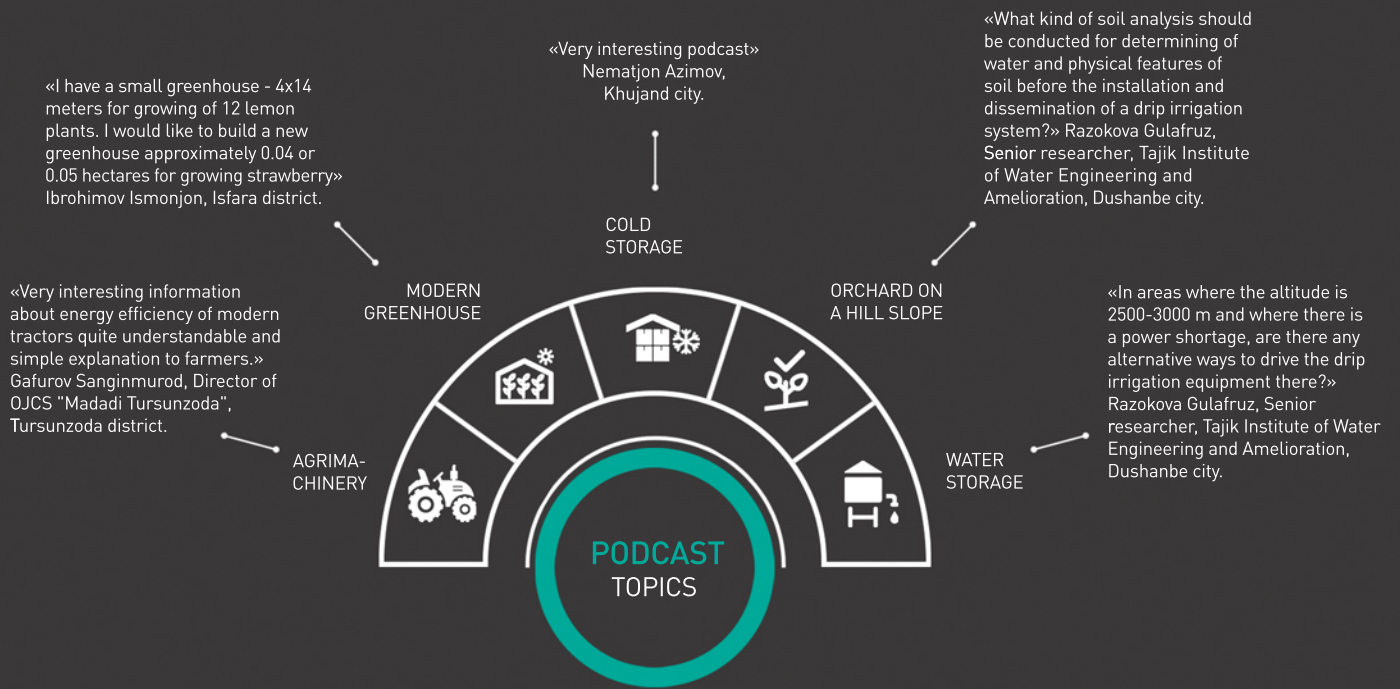 «Very interesting information
about energy efficiency of modern
tractors quite understandable and
simple explanation to farmers.»
Gafurov Sanginmurod, Director of
OJCS "Madadi Tursunzoda",
Tursunzoda district.
AGRIMA-
CHINERY
«I have a small greenhouse - 4x14
meters for growing of 12 lemon
plants. I would like to build a new
greenhouse approximately 0.04 or
0.05 hectares for growing strawberry»
Ibrohimov Ismonjon, Isfara district.
MODERN
GREENHOUSE
«Very interesting podcast»
Nematjon Azimov,
Khujand city.
COLD
STORAGE
«What kind of soil analysis should
be conducted for determining of
water and physical features of
soil before the installation and
dissemination of a drip irrigation
system?» Razokova Gulafruz,
Senior researcher, Tajik Institute
of Water Engineering and
Amelioration, Dushanbe city.
ORCHARD ON
A HILL SLOPE
«In areas where the altitude is
2500-3000 m and where there is
a power shortage, are there any
alternative ways to drive the drip
irrigation equipment there?»
Razokova Gulafruz, Senior
researcher, Tajik Institute of Water
Engineering and Amelioration,
Dushanbe city.
WATER
STORAGE
PODCAST
TOPICS